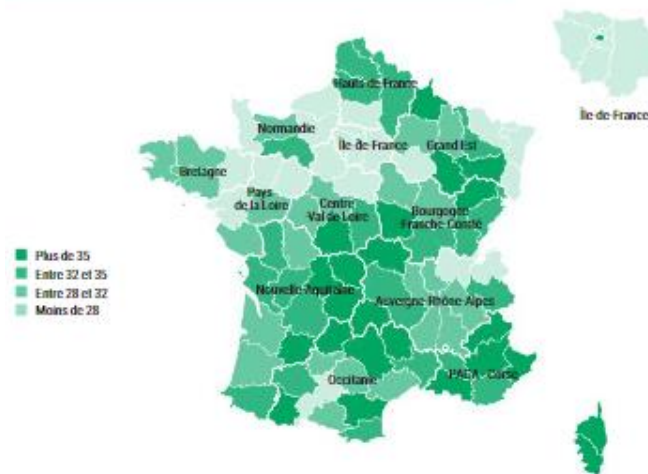 Hauts de France
Normandie
Île-de-France
Grand Est
Île-de-France
Bretagne
Pays
de la Loire
Centre
Val de Loire
Bourgogne
Franche-Comté
Plus de 35
Entre 32 et 35
Entre 28 et 32
Moins de 28
Nouvelle-Aquitaine
Auvergne-Rhône-Alpes
Occitanie
PACA - Corse